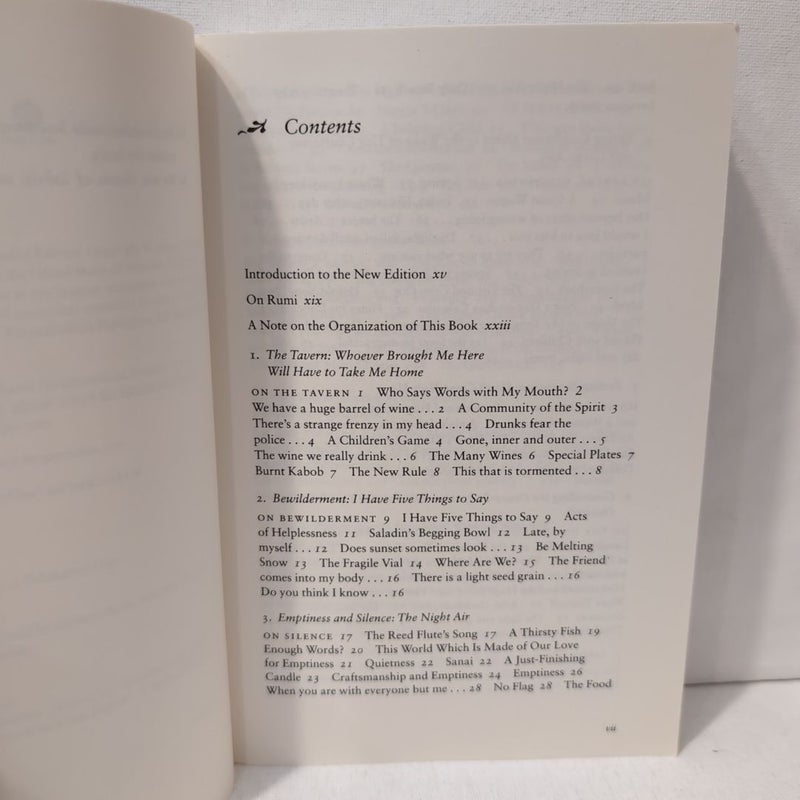 Contents
Introduction to the New Edition xv
On Rumi xix
A Note on the Organization of This Book xxiii
1. The Tavern: Whoever Brought Me Here
Will Have to Take Me Home
ON THE TAVERN 1 Who Says Words with My Mouth? 2
We have a huge barrel of wine . . . 2 A Community of the Spirit 3
There's a strange frenzy in my head . . . 4 Drunks fear the
police . . . 4 A Children's Game 4 Gone, inner and outer . . . 5
The wine we really drink . . . 6 The Many Wines 6 Special Plates 7
Burnt Kabob 7 The New Rule 8 This that is tormented . . . 8
2. Bewilderment: I Have Five Things to Say
ON BEWILDERMENT 9 I Have Five Things to Say 9 Acts
of Helplessness 11 Saladin's Begging Bowl 12 Late, by
myself . . . 12 Does sunset sometimes look . . . 13 Be Melting
Snow 13 The Fragile Vial 14 Where Are We? 15 The Friend
comes into my body . . . 16 There is a light seed grain . . . 16
Do you think I know . . . 16
3. Emptiness and Silence: The Night Air
ON SILENCE 17 The Reed Flute's Song 17 A Thirsty Fish 19
Enough Words? 20 This World Which Is Made of Our Love
for Emptiness 21 Quietness 22 Sanai 22 A Just-Finishing
Candle 23 Craftsmanship and Emptiness 24 Emptiness 26
When you are with everyone but me . . . 28 No Flag 28 The Food
vii